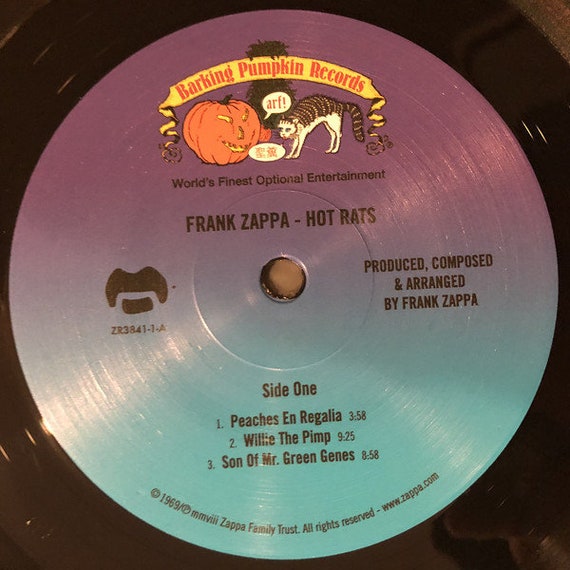 Barking Pumpkin Records
arf!
World's Finest Optional Entertainment
FRANK ZAPPA - HOT RATS
PRODUCED, COMPOSED
& ARRANGED
BY FRANK ZAPPA
ZR3841-1-A
Side One
1. Peaches En Regalia 3:58
2. Willie The Pimp 9:25
3. Son Of Mr. Green Genes 8:58
© 1969/℗ mmviii Zappa Family Trust. All rights reserved - www.zappa.com